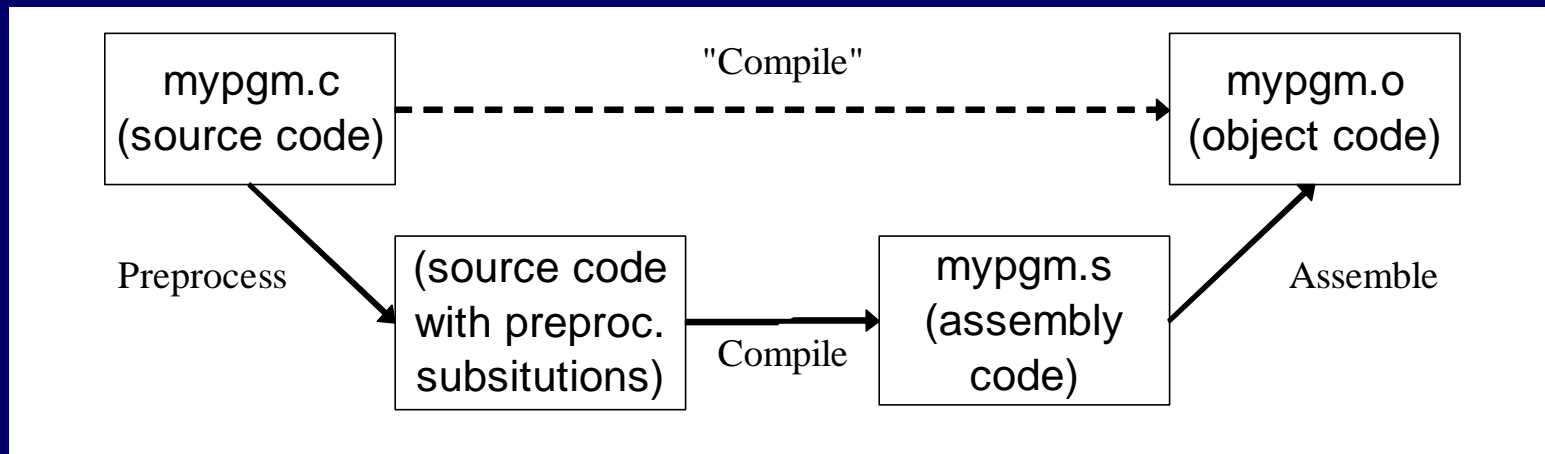 mypgm.c
(source code)
"Compile"
mypgm.o
(object code)
Preprocess
(source code
with preproc.
subsitutions)
Compile
mypgm.s
(assembly
code)
Assemble